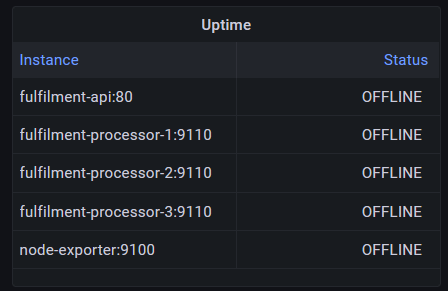 Uptime
Instance Status
fulfilment-api:80 OFFLINE
fulfilment-processor-1:9110 OFFLINE
fulfilment-processor-2:9110 OFFLINE
fulfilment-processor-3:9110 OFFLINE
node-exporter:9100 OFFLINE